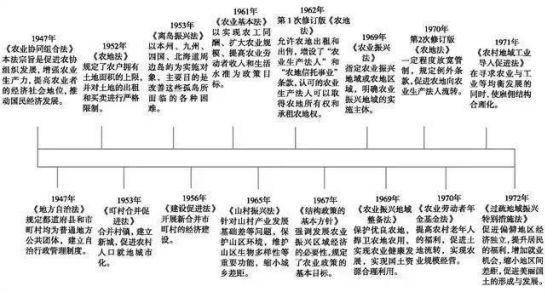 1947年
《农业协同组合法》
本法宗旨是促进农协
组织发展,增强农业生
产力,提高农业者
的经济社会地位,推
动国民经济发展。
1952年
《农地法》
规定了农户拥有
土地面积的上限,
并对土地的出租
和买卖进行严格
限制。
1953年
《离岛振兴法》
以本州、九州、
四国、北海道周
边岛屿为实施对
象,主要目的是
改善这些孤岛所
面临的各种困
难。
1961年
《农业基本法》
以实现农工同
酬、扩大农业规
模、提高农业劳
动者收入和生活
水准为政策目
标。
1962年
第1次修订版《农地
法》
允许农地出租和出
售,增设了“农业
生产法人”和
“农地信托事业”
条款,认可的农业
生产法人可以取
得农地所有权和
承租农地权。
1969年
《农业振兴
法》
指定农业振兴
地域或农地区
域,明确农业
振兴地域的实
施主体。
1970年
第2次修订版
《农地法》
一定程度放宽管
制,规定例外条
款,促进农地向农
业生产法人流转。
1971年
《农村地域工业
导入促进法》
在寻求农业与工
业等均衡发展的
同时,使雇佣结构
合理化。
1947年
《地方自治法》
规定都道府县和市
町村均为普通地方
公共团体,建立自
治行政管理制度。
1953年
《町村合并促
进法》
合并村镇,建立
新城,促进农村
人口就地城市
化。
1956年
《建设促进法》
开展新合并市
町村的经济建
设。
1965年
《山村振兴法》
针对山村产业发展
基础差等问题,保
护山区环境,维护
山区生物多样性等
重要功能,缩小城
乡差距。
1967年
《结构政策的
基本方针》
强调发展农业
振兴区域经济
的必要性,规定
了农业政策的
基本目标。
1969年
《农业振兴地域
整备法》
保护优良农地,
捍卫农地农用,
实现农业健康发
展,实现国土资
源合理利用。
1970年
《农业劳动者年
金基金法》
提高农村老年人
的福利,促进土
地流转,实现农
业规模经营。
1972年
《过疏地域振兴
特别措施法》
促进偏僻地区经
济独立,提升居民
的福利,增加就业
机会,缩小地区间
差距,促进美丽国
土的形成与发展。